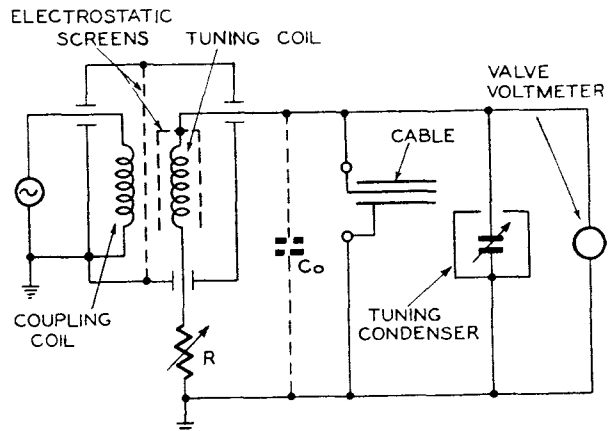 ELECTROSTATIC
SCREENS
TUNING COIL
VALVE
VOLTMETER
CABLE
Co
COUPLING
COIL
R
TUNING
CONDENSER